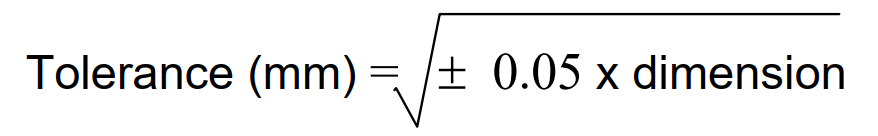 Tolerance (mm) = √± 0.05 x dimension